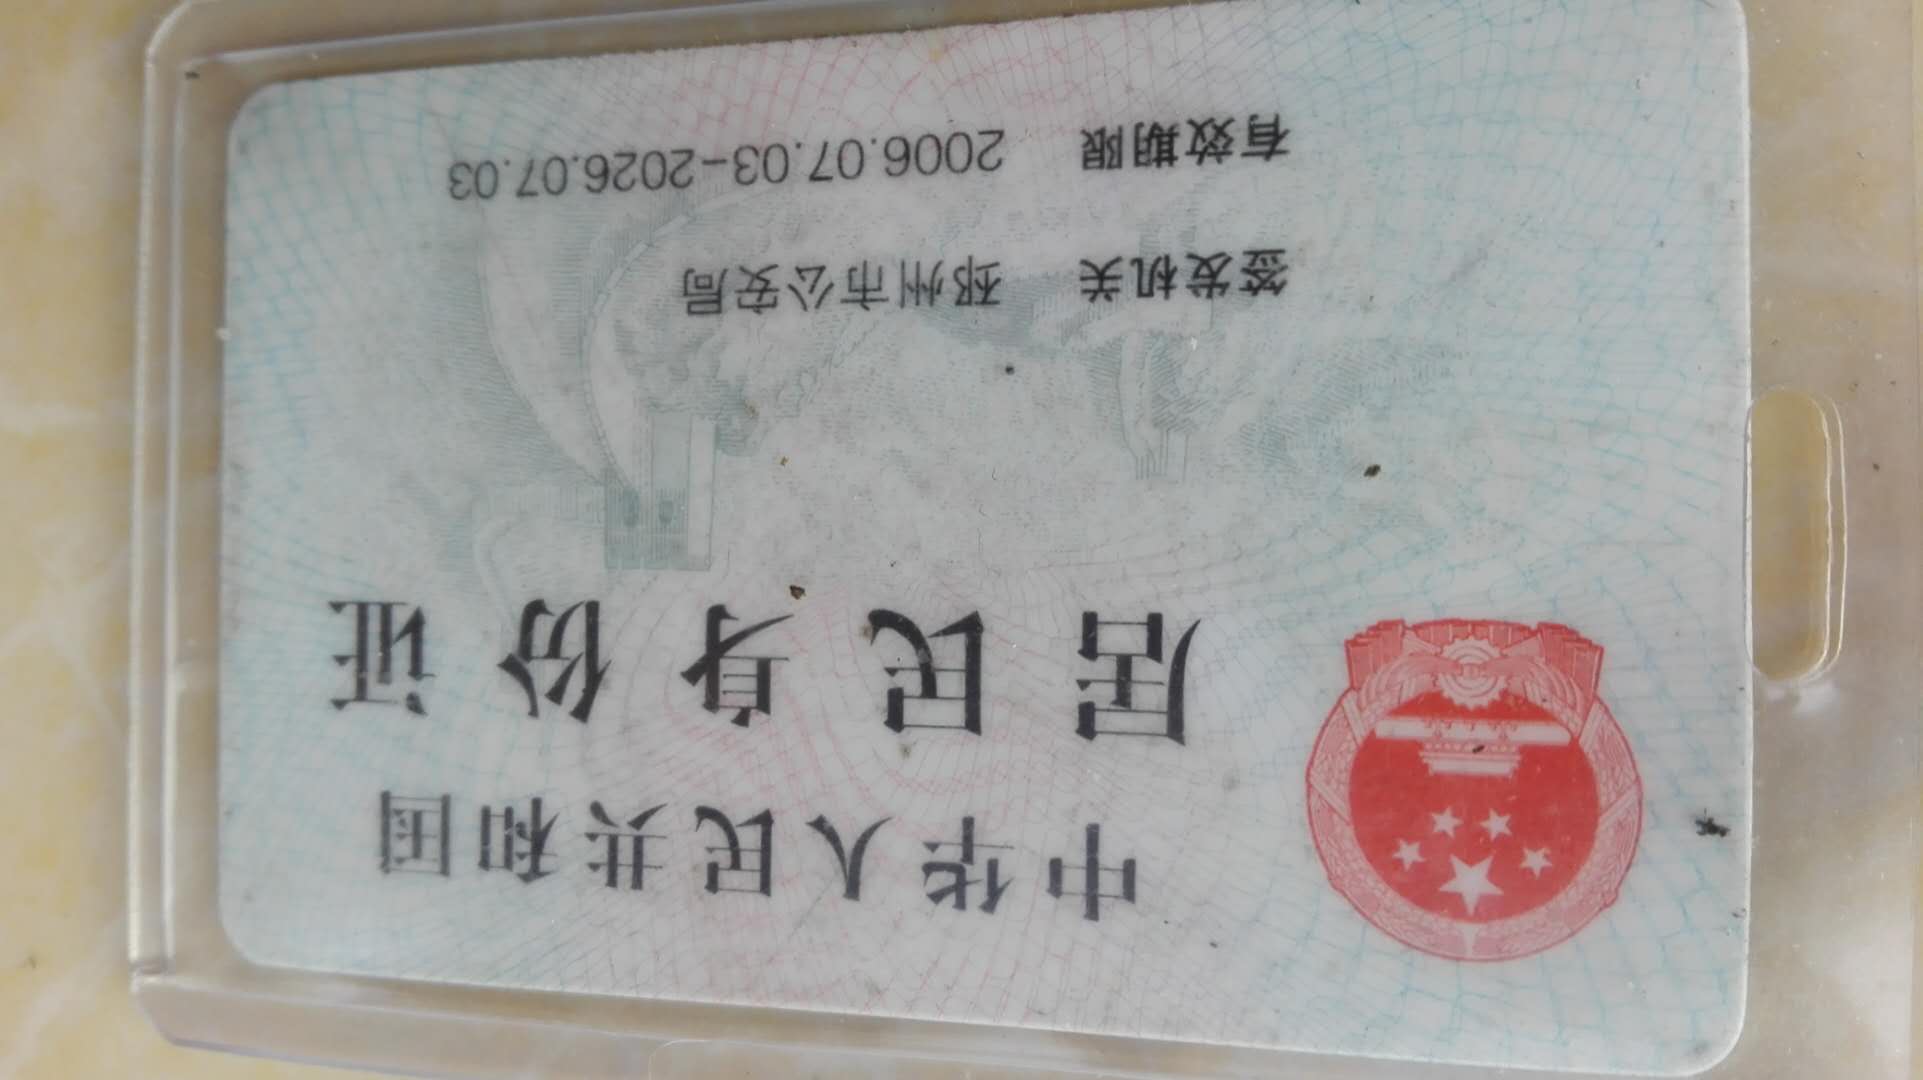 中华人民共和国
居民身份证
签发机关 邳州市公安局
有效期限 2006.07.03-2026.07.03